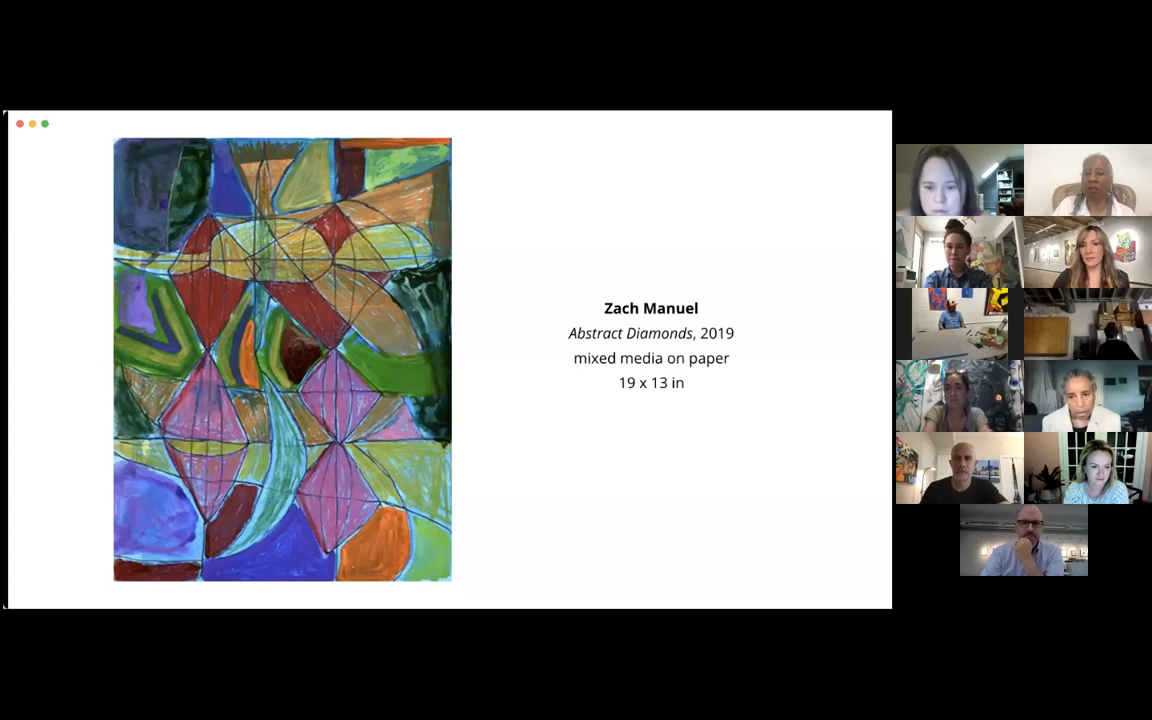 Zach Manuel
Abstract Diamonds, 2019
mixed media on paper
19 x 13 in